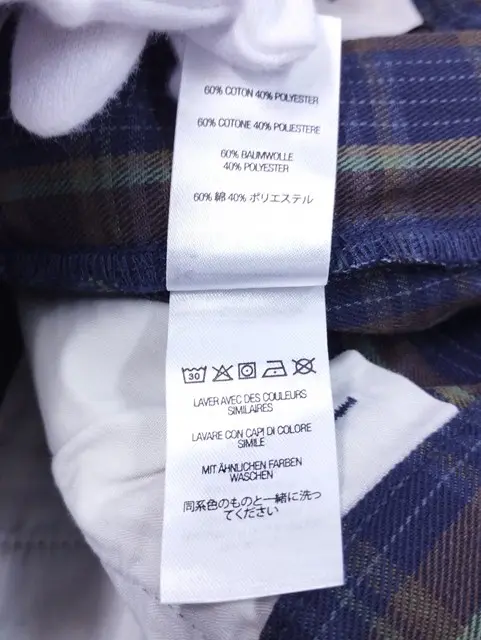 60% COTON 40% POLYESTER
60% COTONE 40% POLIESTERE
60% BAUMWOLLE
40% POLYESTER
60% 綿 40% ポリエステル
30
LAVER AVEC DES COULEURS
SIMILAIRES
LAVARE CON CAPI DI COLORE
SIMILE
MIT ÄHNLICHEN FARBEN
WASCHEN
同系色のものと一緒に洗っ
てください